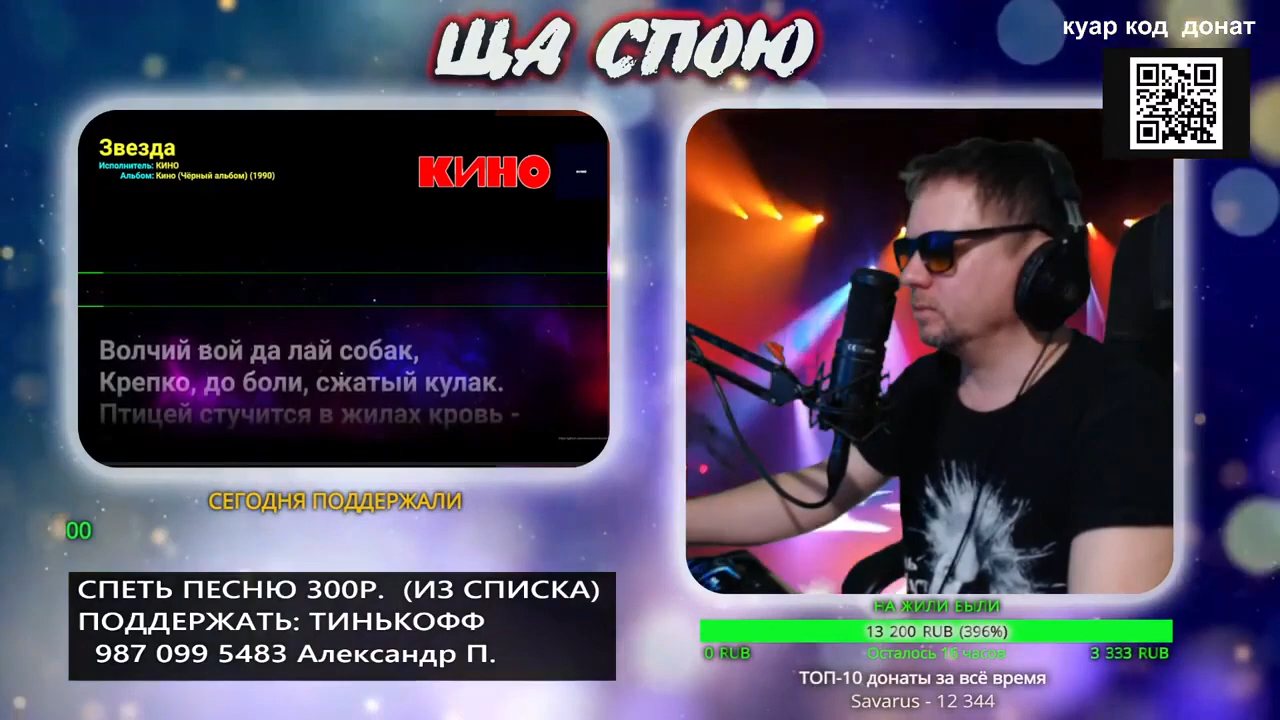 ЩА СПОЮ
куар код донат
Звезда
Исполнитель: КИНО
Альбом: Кино (Чёрный альбом) (1990)
КИНО
Волчий вой да лай собак,
Крепко, до боли, сжатый кулак.
Птицей стучится в жилах кровь -
СЕГОДНЯ ПОДДЕРЖАЛИ
00
СПЕТЬ ПЕСНЮ 300Р. (ИЗ СПИСКА)
ПОДДЕРЖАТЬ: ТИНЬКОФФ
987 099 5483 Александр П.
НА ЖИЛИ БЫЛИ
13 200 RUB (396%)
0 RUB
Осталось 16 часов
3 333 RUB
ТОП-10 донаты за всё время
Savarus - 12 344